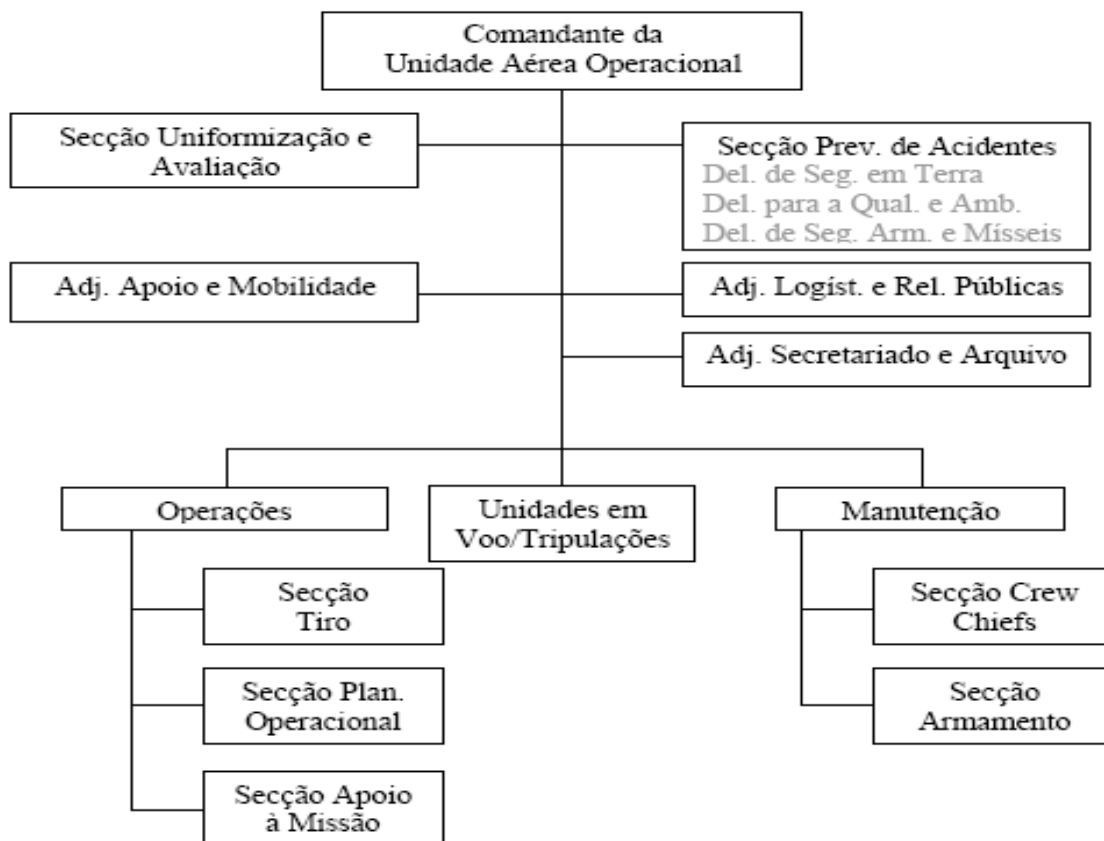 Comandante da
Unidade Aérea Operacional
Secção Uniformização e
Avaliação
Secção Prev. de Acidentes
Del. de Seg. em Terra
Del. para a Qual. e Amb.
Del. de Seg. Arm. e Mísseis
Adj. Apoio e Mobilidade
Adj. Logíst. e Rel. Públicas
Adj. Secretariado e Arquivo
Operações
Unidades em
Voo/Tripulações
Manutenção
Secção
Tiro
Secção Plan.
Operacional
Secção Apoio
à Missão
Secção Crew
Chiefs
Secção
Armamento